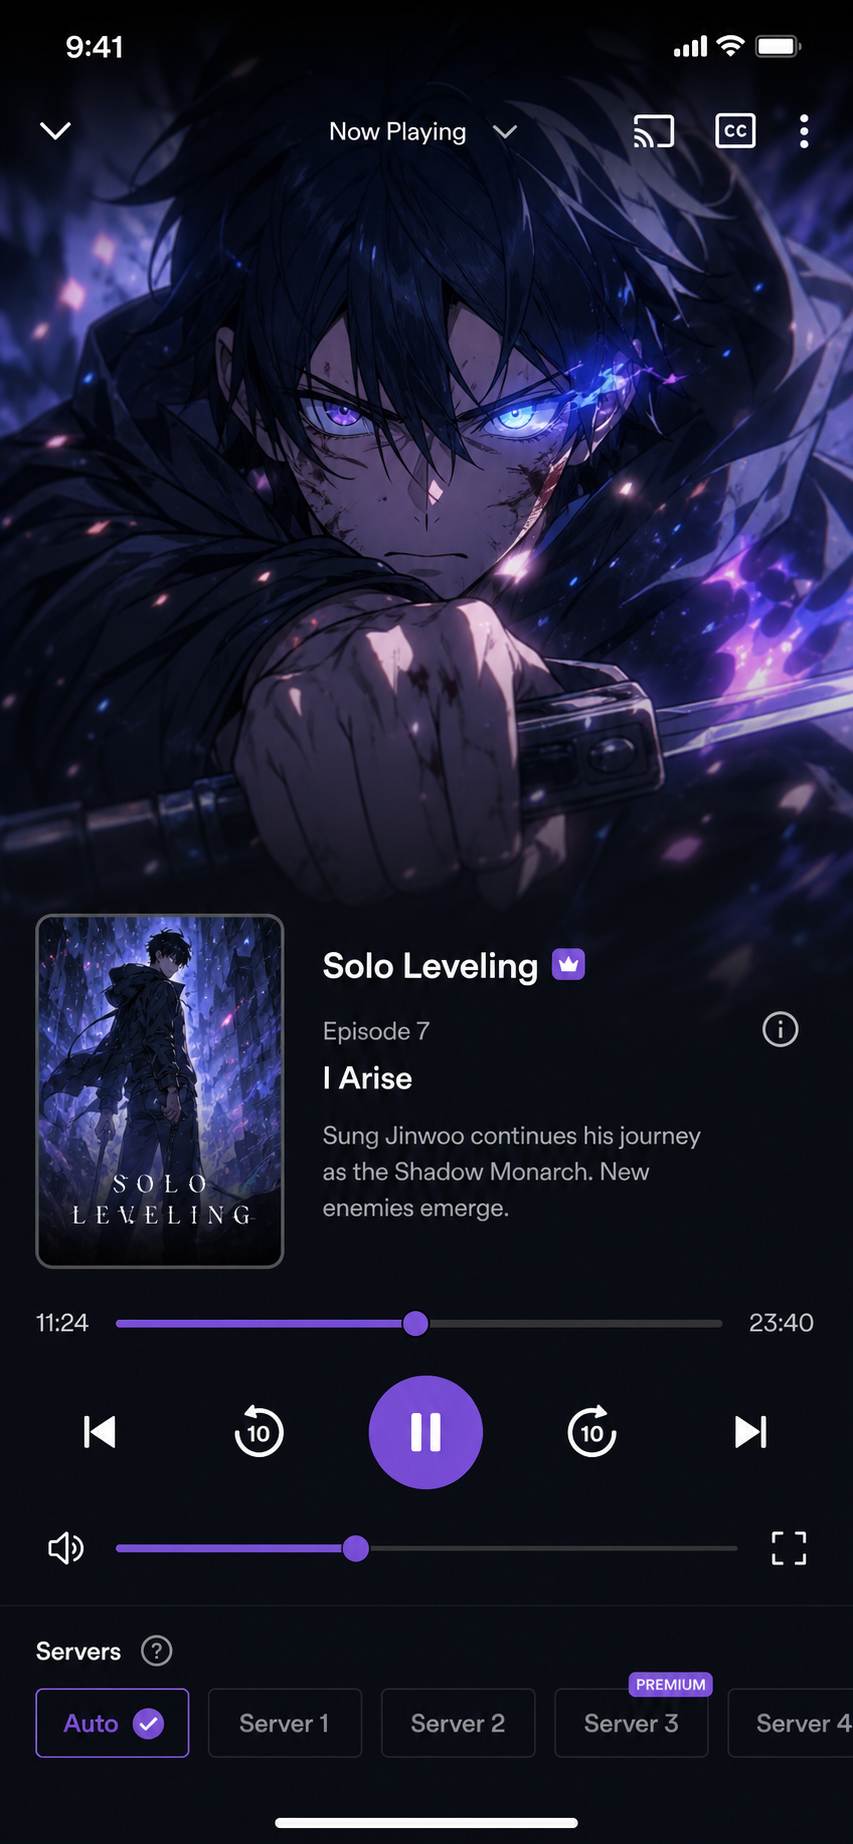 9:41
Now Playing
CC
Solo Leveling
Episode 7
I Arise
Sung Jinwoo continues his journey
as the Shadow Monarch. New
enemies emerge.
SOLO
LEVELING
11:24
23:40
10
10
Servers ?
PREMIUM
Auto
Server 1
Server 2
Server 3
Server 4